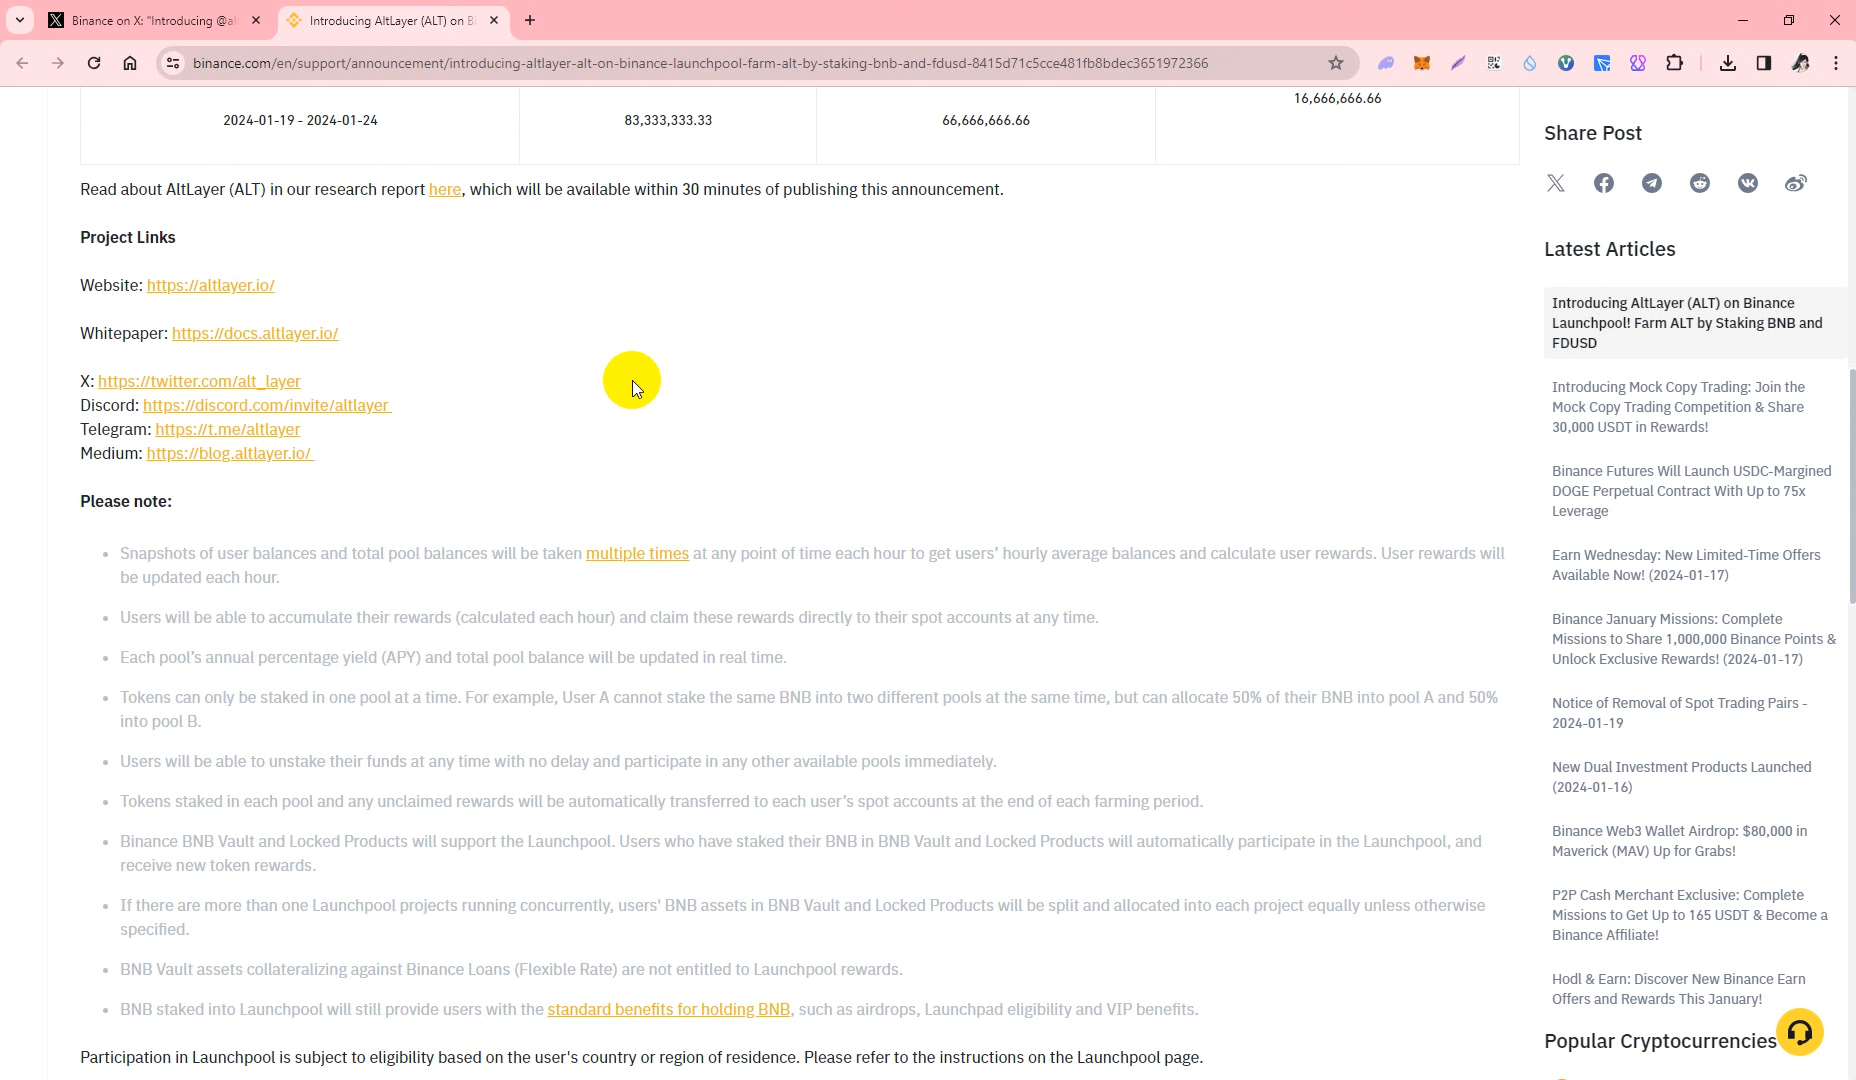 Binance on X: "Introducing @al
Introducing AltLayer (ALT) on B
binance.com/en/support/announcement/introducing-altlayer-alt-on-binance-launchpool-farm-alt-by-staking-bnb-and-fdusd-8415d71c5cce481fb8bdec3651972366
2024-01-19 - 2024-01-24
83,333,333.33
66,666,666.66
16,666,666.66
Read about AltLayer (ALT) in our research report here, which will be available within 30 minutes of publishing this announcement.
Project Links
Website: https://altlayer.io/
Whitepaper: https://docs.altlayer.io/
X: https://twitter.com/alt_layer
Discord: https://discord.com/invite/altlayer
Telegram: https://t.me/altlayer
Medium: https://blog.altlayer.io/
Please note:
• Snapshots of user balances and total pool balances will be taken multiple times at any point of time each hour to get users’ hourly average balances and calculate user rewards. User rewards will
be updated each hour.
• Users will be able to accumulate their rewards (calculated each hour) and claim these rewards directly to their spot accounts at any time.
• Each pool’s annual percentage yield (APY) and total pool balance will be updated in real time.
• Tokens can only be staked in one pool at a time. For example, User A cannot stake the same BNB into two different pools at the same time, but can allocate 50% of their BNB into pool A and 50%
into pool B.
• Users will be able to unstake their funds at any time with no delay and participate in any other available pools immediately.
• Tokens staked in each pool and any unclaimed rewards will be automatically transferred to each user’s spot accounts at the end of each farming period.
• Binance BNB Vault and Locked Products will support the Launchpool. Users who have staked their BNB in BNB Vault and Locked Products will automatically participate in the Launchpool, and
receive new token rewards.
• If there are more than one Launchpool projects running concurrently, users' BNB assets in BNB Vault and Locked Products will be split and allocated into each project equally unless otherwise
specified.
• BNB Vault assets collateralizing against Binance Loans (Flexible Rate) are not entitled to Launchpool rewards.
• BNB staked into Launchpool will still provide users with the standard benefits for holding BNB, such as airdrops, Launchpad eligibility and VIP benefits.
Participation in Launchpool is subject to eligibility based on the user's country or region of residence. Please refer to the instructions on the Launchpool page.
Share Post
Latest Articles
Introducing AltLayer (ALT) on Binance
Launchpool! Farm ALT by Staking BNB and
FDUSD
Introducing Mock Copy Trading: Join the
Mock Copy Trading Competition & Share
30,000 USDT in Rewards!
Binance Futures Will Launch USDC-Margined
DOGE Perpetual Contract With Up to 75x
Leverage
Earn Wednesday: New Limited-Time Offers
Available Now! (2024-01-17)
Binance January Missions: Complete
Missions to Share 1,000,000 Binance Points &
Unlock Exclusive Rewards! (2024-01-17)
Notice of Removal of Spot Trading Pairs -
2024-01-19
New Dual Investment Products Launched
(2024-01-16)
Binance Web3 Wallet Airdrop: $80,000 in
Maverick (MAV) Up for Grabs!
P2P Cash Merchant Exclusive: Complete
Missions to Get Up to 165 USDT & Become a
Binance Affiliate!
Hodl & Earn: Discover New Binance Earn
Offers and Rewards This January!
Popular Cryptocurrencies